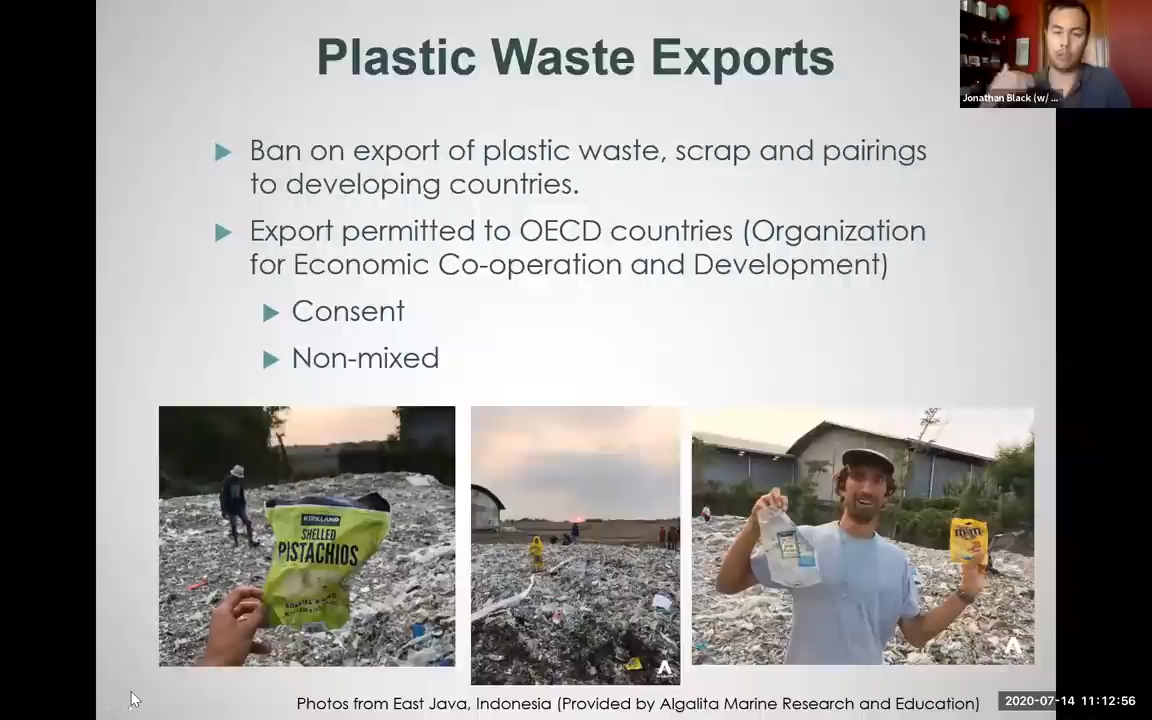 Plastic Waste Exports
Jonathan Black (w/ ...
Ban on export of plastic waste, scrap and pairings
to developing countries.
Export permitted to OECD countries (Organization
for Economic Co-operation and Development)
Consent
Non-mixed
KIRKLAND
SHELLED
PISTACHIOS
m&m's
Photos from East Java, Indonesia (Provided by Algalita Marine Research and Education)
2020-07-14 11:12:56